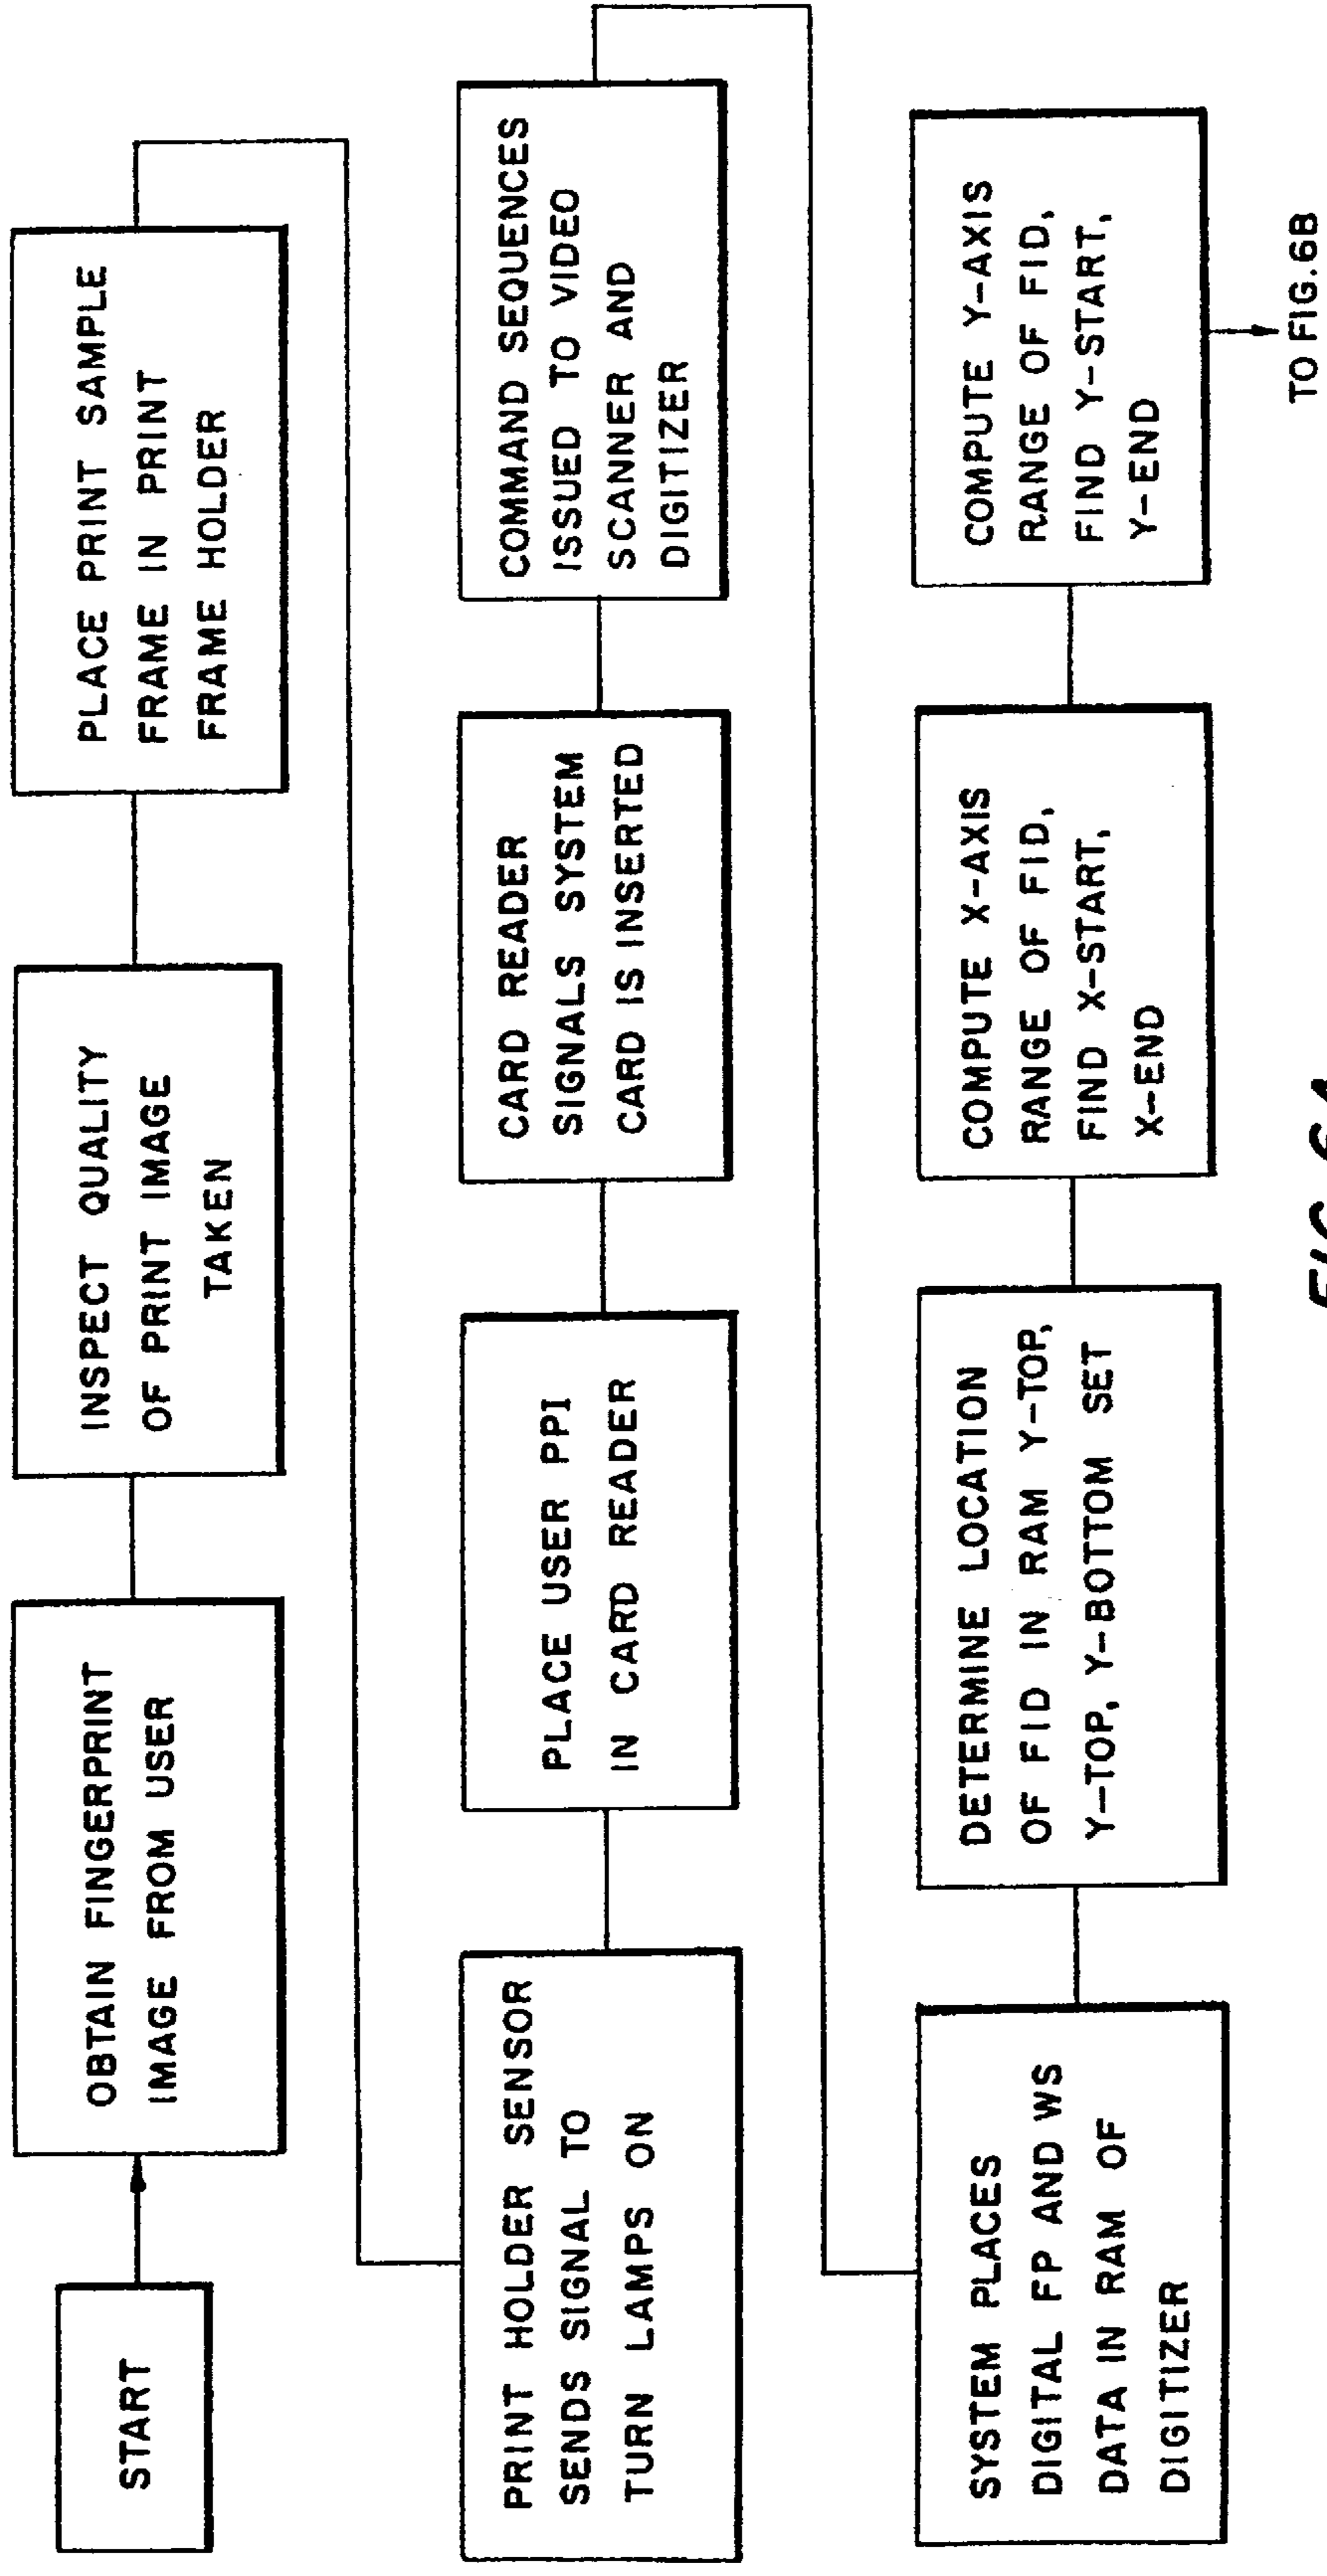 START
OBTAIN FINGERPRINT
IMAGE FROM USER
INSPECT QUALITY
OF PRINT IMAGE
TAKEN
PLACE PRINT SAMPLE
FRAME IN PRINT
FRAME HOLDER
PRINT HOLDER SENSOR
SENDS SIGNAL TO
TURN LAMPS ON
PLACE USER PPI
IN CARD READER
CARD READER
SIGNALS SYSTEM
CARD IS INSERTED
COMMAND SEQUENCES
ISSUED TO VIDEO
SCANNER AND
DIGITIZER
SYSTEM PLACES
DIGITAL FP AND WS
DATA IN RAM OF
DIGITIZER
DETERMINE LOCATION
OF FID IN RAM Y-TOP,
Y-TOP, Y-BOTTOM SET
COMPUTE X-AXIS
RANGE OF FID,
FIND X-START,
X-END
COMPUTE Y-AXIS
RANGE OF FID,
FIND Y-START,
Y-END
TO FIG.6B
FIG. 6A